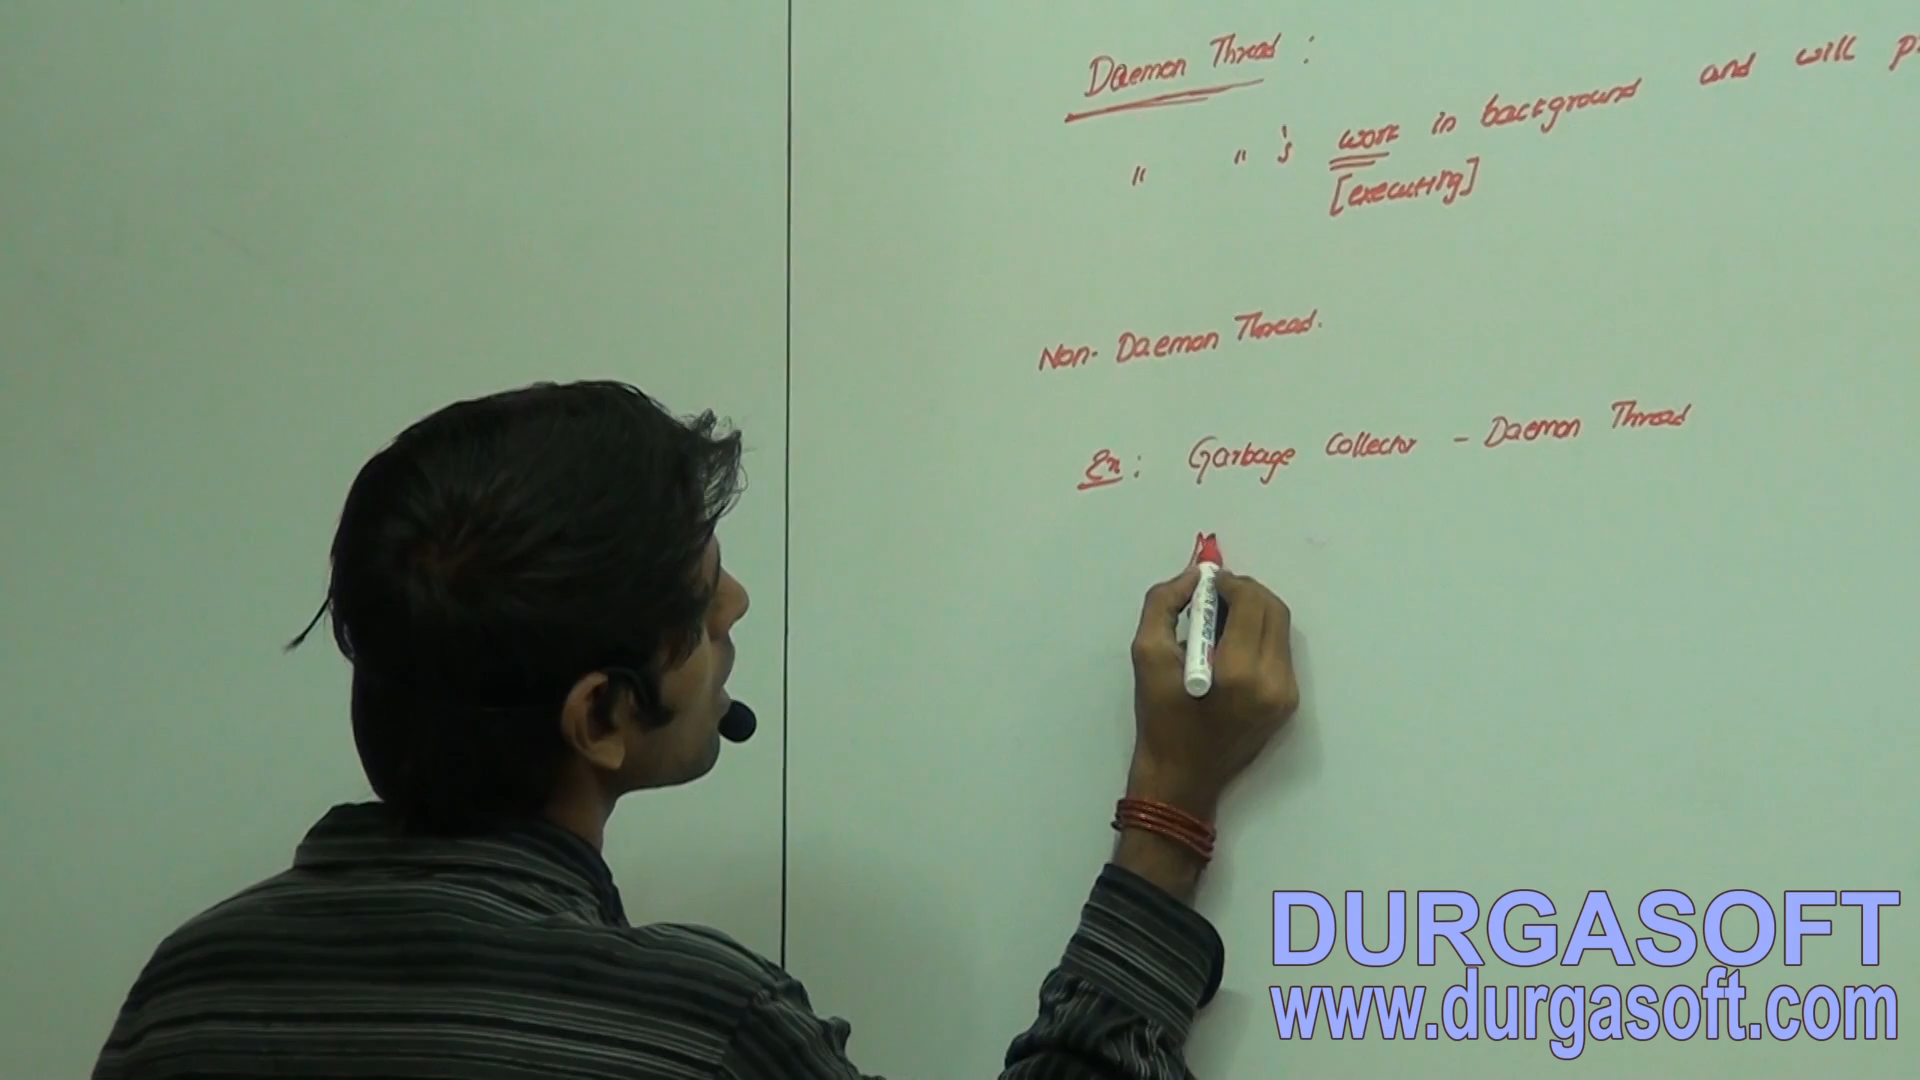 Daemon Thread :
" " 's work in background and will
[executing]
Non-Daemon Thread.
Ex: Garbage Collector - Daemon Thread
DURGASOFT
www.durgasoft.com